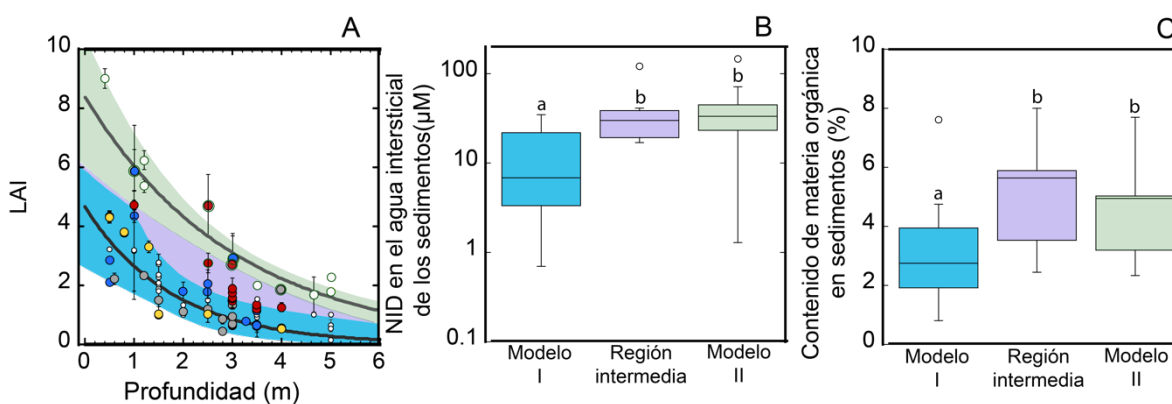 A
10
8
6
4
2
0
LAI
0 1 2 3 4 5 6
Profundidad (m)
B
NID en el agua intersticial
de los sedimentos(µM)
100
10
1
0.1
a
b
b
Modelo
I
Región
intermedia
Modelo
II
C
Contenido de materia orgánica
en sedimentos (%)
10
8
6
4
2
0
a
b
b
Modelo
I
Región
intermedia
Modelo
II